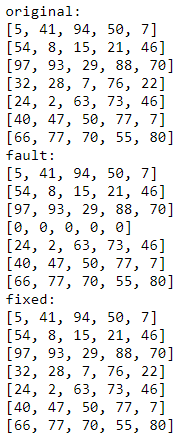 original:
[5, 41, 94, 50, 7]
[54, 8, 15, 21, 46]
[97, 93, 29, 88, 70]
[32, 28, 7, 76, 22]
[24, 2, 63, 73, 46]
[40, 47, 50, 77, 7]
[66, 77, 70, 55, 80]
fault:
[5, 41, 94, 50, 7]
[54, 8, 15, 21, 46]
[97, 93, 29, 88, 70]
[0, 0, 0, 0, 0]
[24, 2, 63, 73, 46]
[40, 47, 50, 77, 7]
[66, 77, 70, 55, 80]
fixed:
[5, 41, 94, 50, 7]
[54, 8, 15, 21, 46]
[97, 93, 29, 88, 70]
[32, 28, 7, 76, 22]
[24, 2, 63, 73, 46]
[40, 47, 50, 77, 7]
[66, 77, 70, 55, 80]